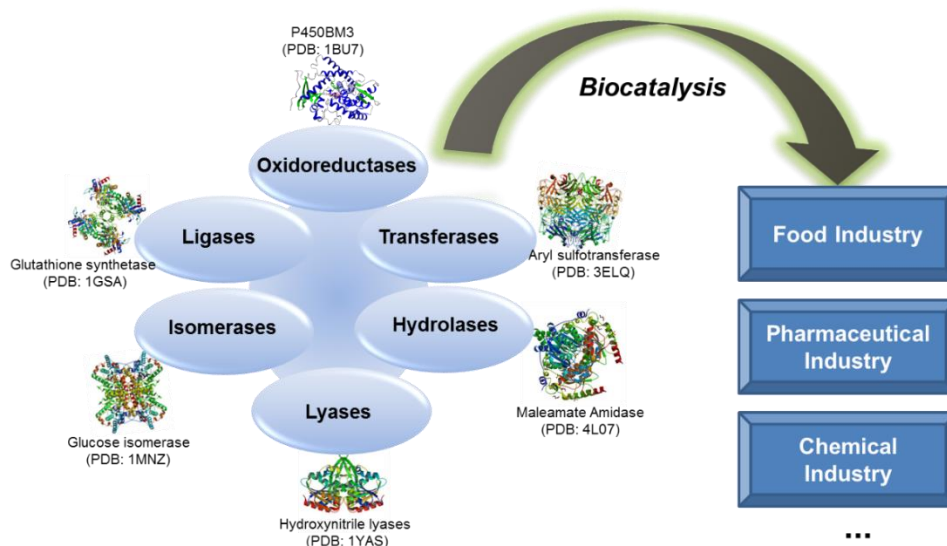 P450BM3
(PDB: 1BU7)
Biocatalysis
Oxidoreductases
Ligases
Transferases
Glutathione synthetase
(PDB: 1GSA)
Aryl sulfotransferase
(PDB: 3ELQ)
Food Industry
Isomerases
Hydrolases
Pharmaceutical
Industry
Lyases
Maleamate Amidase
(PDB: 4L07)
Glucose isomerase
(PDB: 1MNZ)
Chemical
Industry
Hydroxynitrile lyases
(PDB: 1YAS)
...